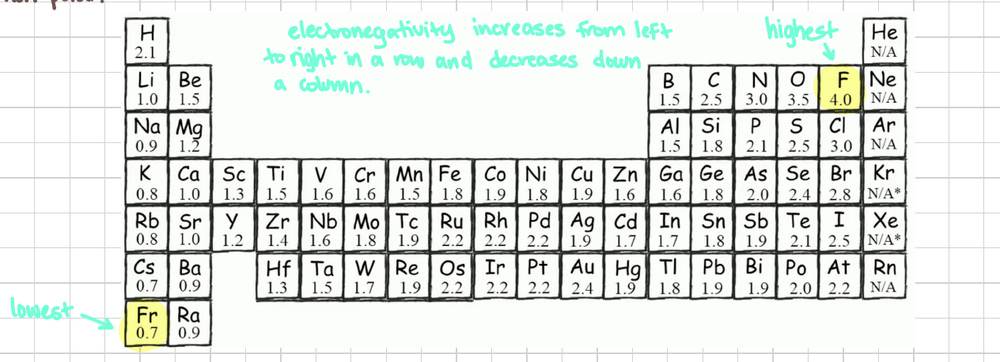 electronegativity increases from left
to right in a row and decreases down
a column.
highest
H He
2.1 N/A
Li Be B C N O F Ne
1.0 1.5 1.5 2.5 3.0 3.5 4.0 N/A
Na Mg Al Si P S Cl Ar
0.9 1.2 1.5 1.8 2.1 2.5 3.0 N/A
K Ca Sc Ti V Cr Mn Fe Co Ni Cu Zn Ga Ge As Se Br Kr
0.8 1.0 1.3 1.5 1.6 1.6 1.5 1.8 1.9 1.8 1.9 1.6 1.6 1.8 2.0 2.4 2.8 N/A*
Rb Sr Y Zr Nb Mo Tc Ru Rh Pd Ag Cd In Sn Sb Te I Xe
0.8 1.0 1.2 1.4 1.6 1.8 1.9 2.2 2.2 2.2 1.9 1.7 1.7 1.8 1.9 2.1 2.5 N/A*
Cs Ba Hf Ta W Re Os Ir Pt Au Hg Tl Pb Bi Po At Rn
0.7 0.9 1.3 1.5 1.7 1.9 2.2 2.2 2.2 2.4 1.9 1.8 1.9 1.9 2.0 2.2 N/A
lowest
Fr Ra
0.7 0.9